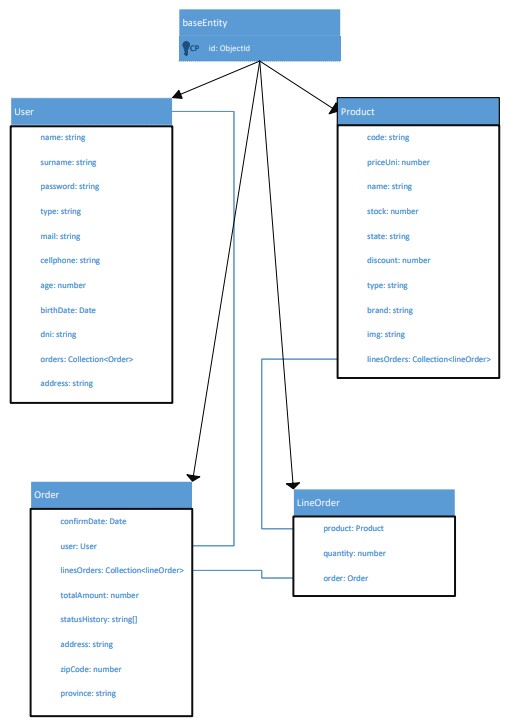 baseEntity
CP id: ObjectId
User
name: string
surname: string
password: string
type: string
mail: string
cellphone: string
age: number
birthDate: Date
dni: string
orders: Collection<Order>
address: string
Product
code: string
priceUni: number
name: string
stock: number
state: string
discount: number
type: string
brand: string
img: string
linesOrders: Collection<lineOrder>
Order
confirmDate: Date
user: User
linesOrders: Collection<lineOrder>
totalAmount: number
statusHistory: string[]
address: string
zipCode: number
province: string
LineOrder
product: Product
quantity: number
order: Order